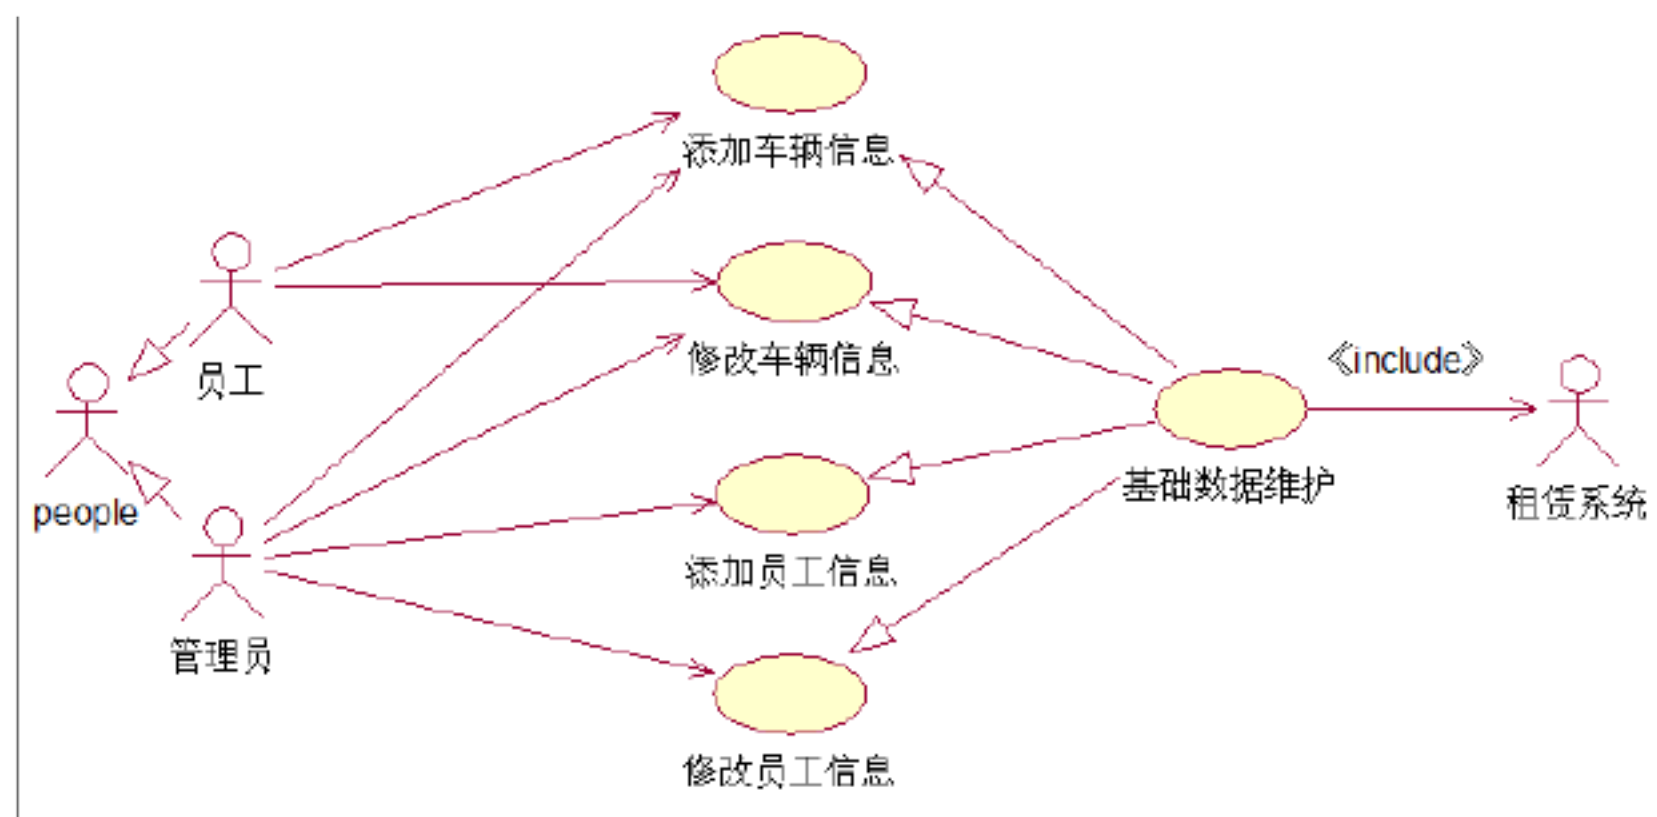 添加车辆信息
修改车辆信息
《include》
员工
基础数据维护
租赁系统
people
添加员工信息
管理员
修改员工信息